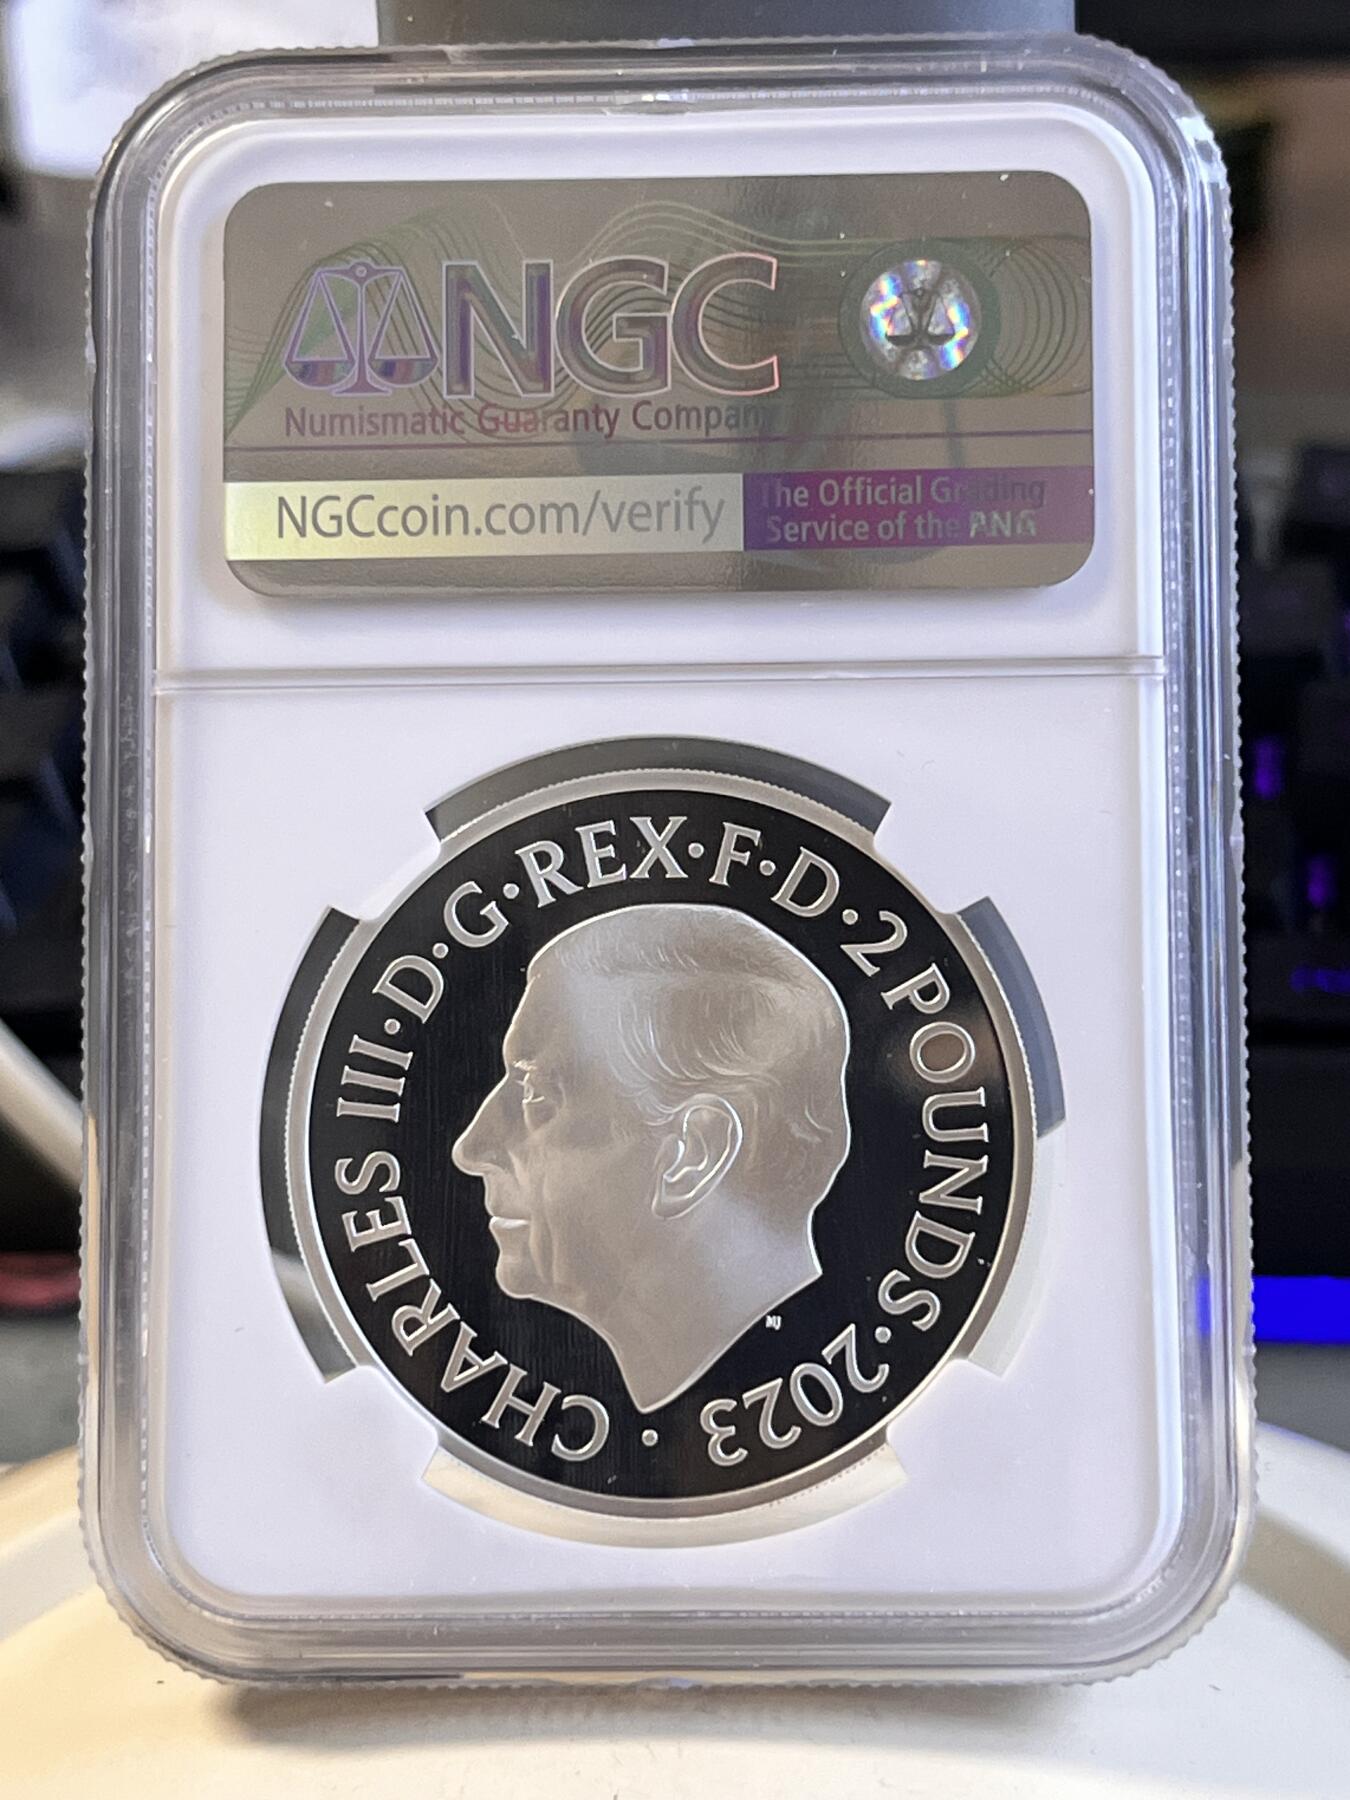 NGC
Numismatic Guaranty Company
NGCcoin.com/verify
The Official Grading
Service of the ANA
CHARLES III·D·G·REX·F·D·2 POUNDS·2023·
MJ